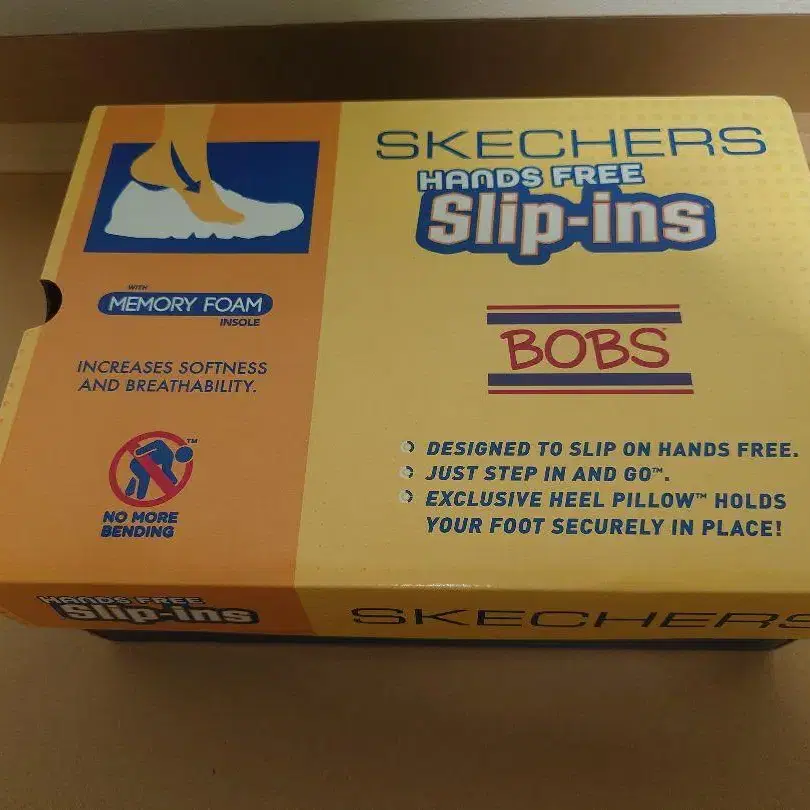 SKECHERS
HANDS FREE
Slip-ins
WITH
MEMORY FOAM
INSOLE
INCREASES SOFTNESS
AND BREATHABILITY.
™
NO MORE
BENDING
BOBS
DESIGNED TO SLIP ON HANDS FREE.
JUST STEP IN AND GO™.
EXCLUSIVE HEEL PILLOW™ HOLDS
YOUR FOOT SECURELY IN PLACE!
HANDS FREE
Slip-ins
SKECHERS